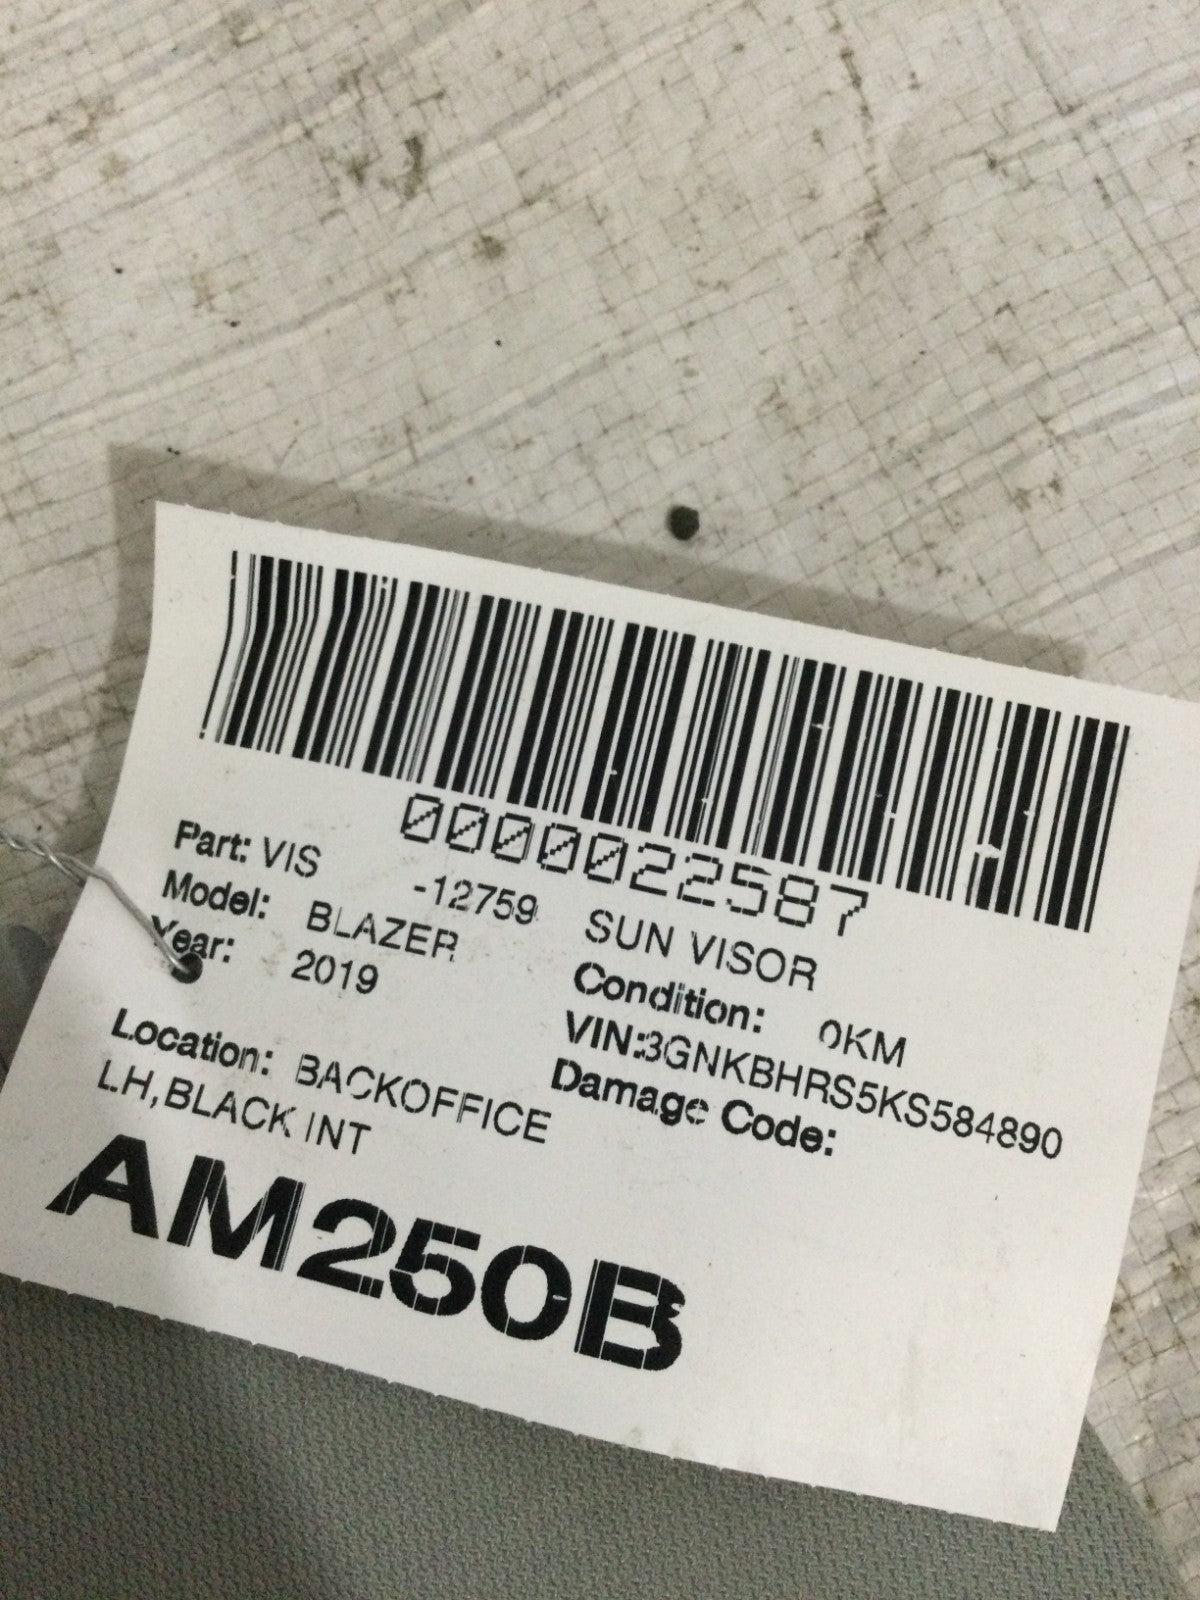 0000022587
Part: VIS -12759 SUN VISOR
Model: BLAZER Condition: 0KM
Year: 2019 VIN:3GNKBHRS5KS584890
Location: BACKOFFICE Damage Code:
LH,BLACK INT
AM250B